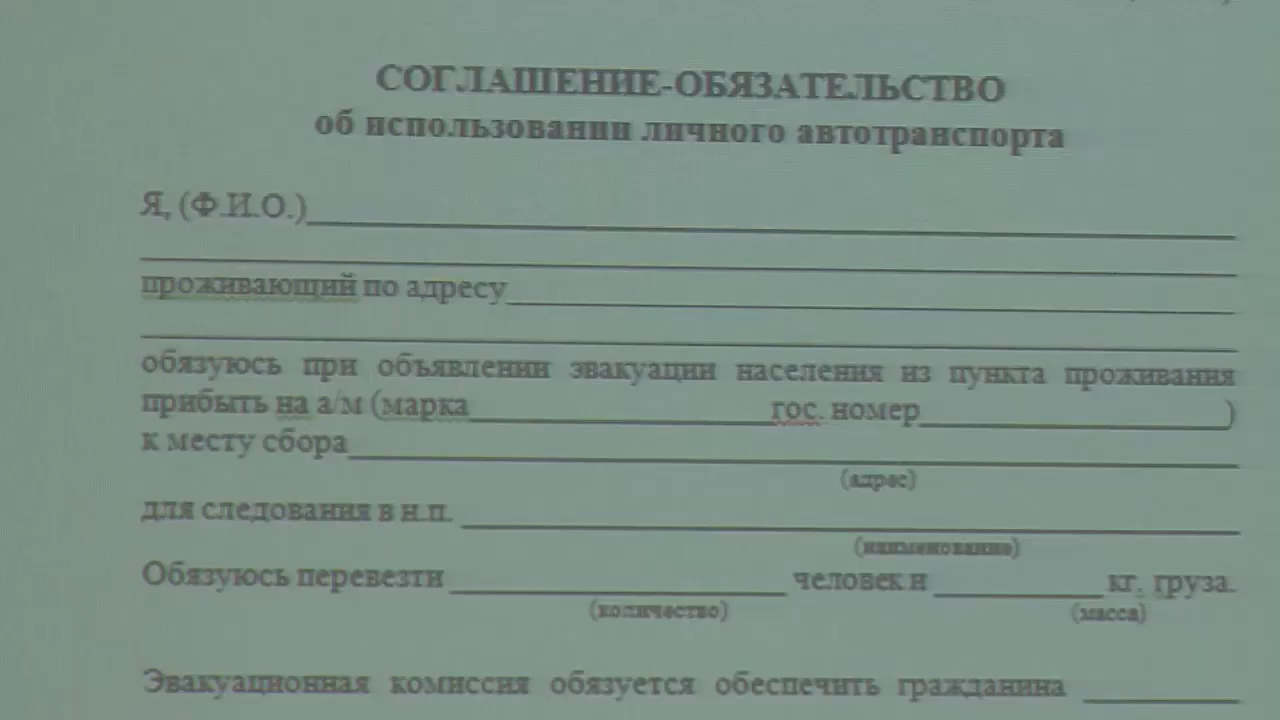 СОГЛАШЕНИЕ-ОБЯЗАТЕЛЬСТВО
об использовании личного автотранспорта
Я, (Ф.И.О.)
проживающий по адресу
обязуюсь при объявлении эвакуации населения из пункта проживания
прибыть на а/м (марка гос. номер )
к месту сбора
(адрес)
для следования в н.п.
(наименование)
Обязуюсь перевезти человек и кг. груза.
(количество) (масса)
Эвакуационная комиссия обязуется обеспечить гражданина